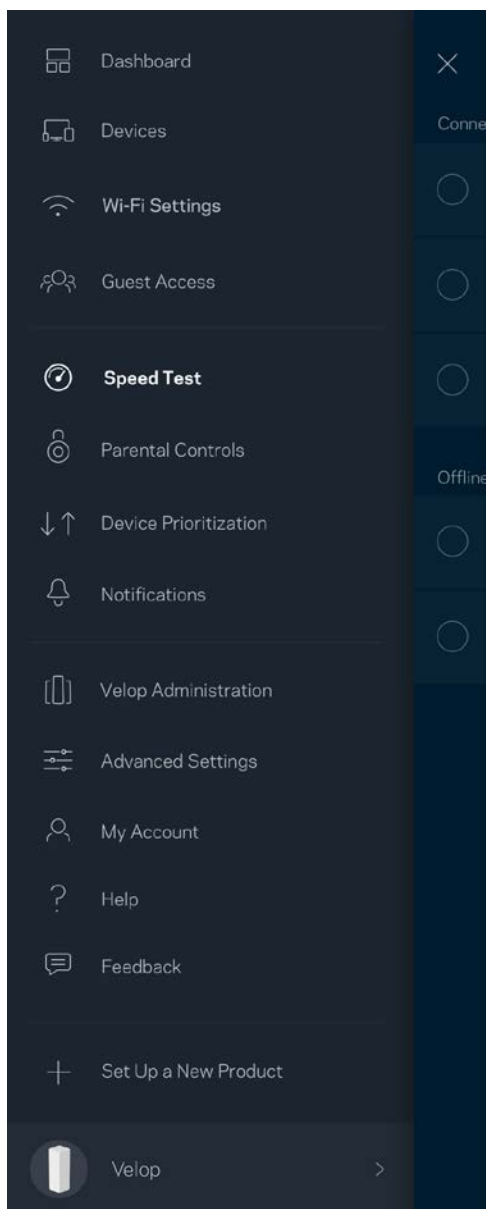 Dashboard
Devices
Wi-Fi Settings
Guest Access
Speed Test
Parental Controls
Device Prioritization
Notifications
Velop Administration
Advanced Settings
My Account
Help
Feedback
Set Up a New Product
Velop
Conne
Offline